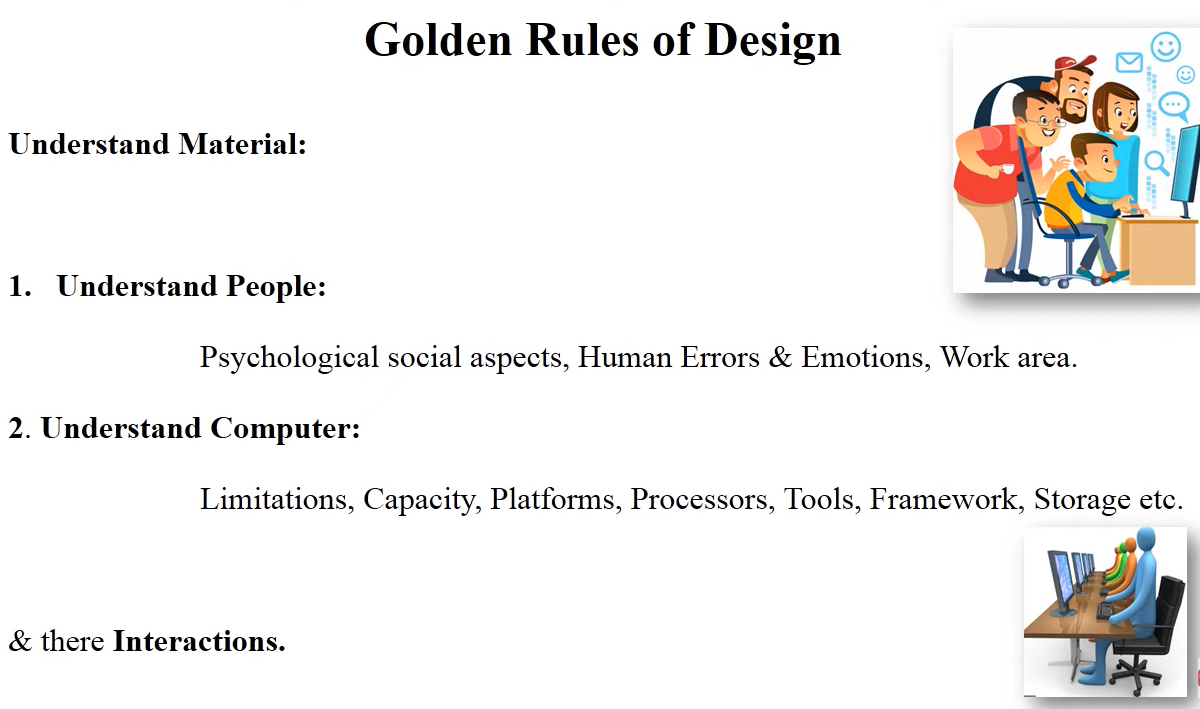 Golden Rules of Design
Understand Material:
1. Understand People:
Psychological social aspects, Human Errors & Emotions, Work area.
2. Understand Computer:
Limitations, Capacity, Platforms, Processors, Tools, Framework, Storage etc.
& there Interactions.